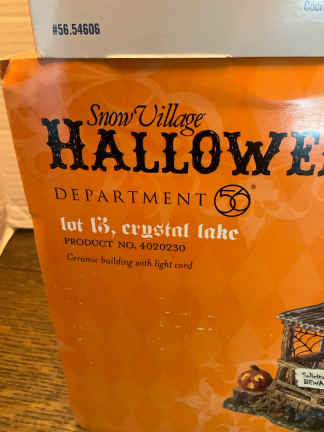 #56.54606
Snow Village
HALLOWE
DEPARTMENT 56®
lot 13, crystal lake
PRODUCT NO. 4020230
Ceramic building with light cord
BEWA